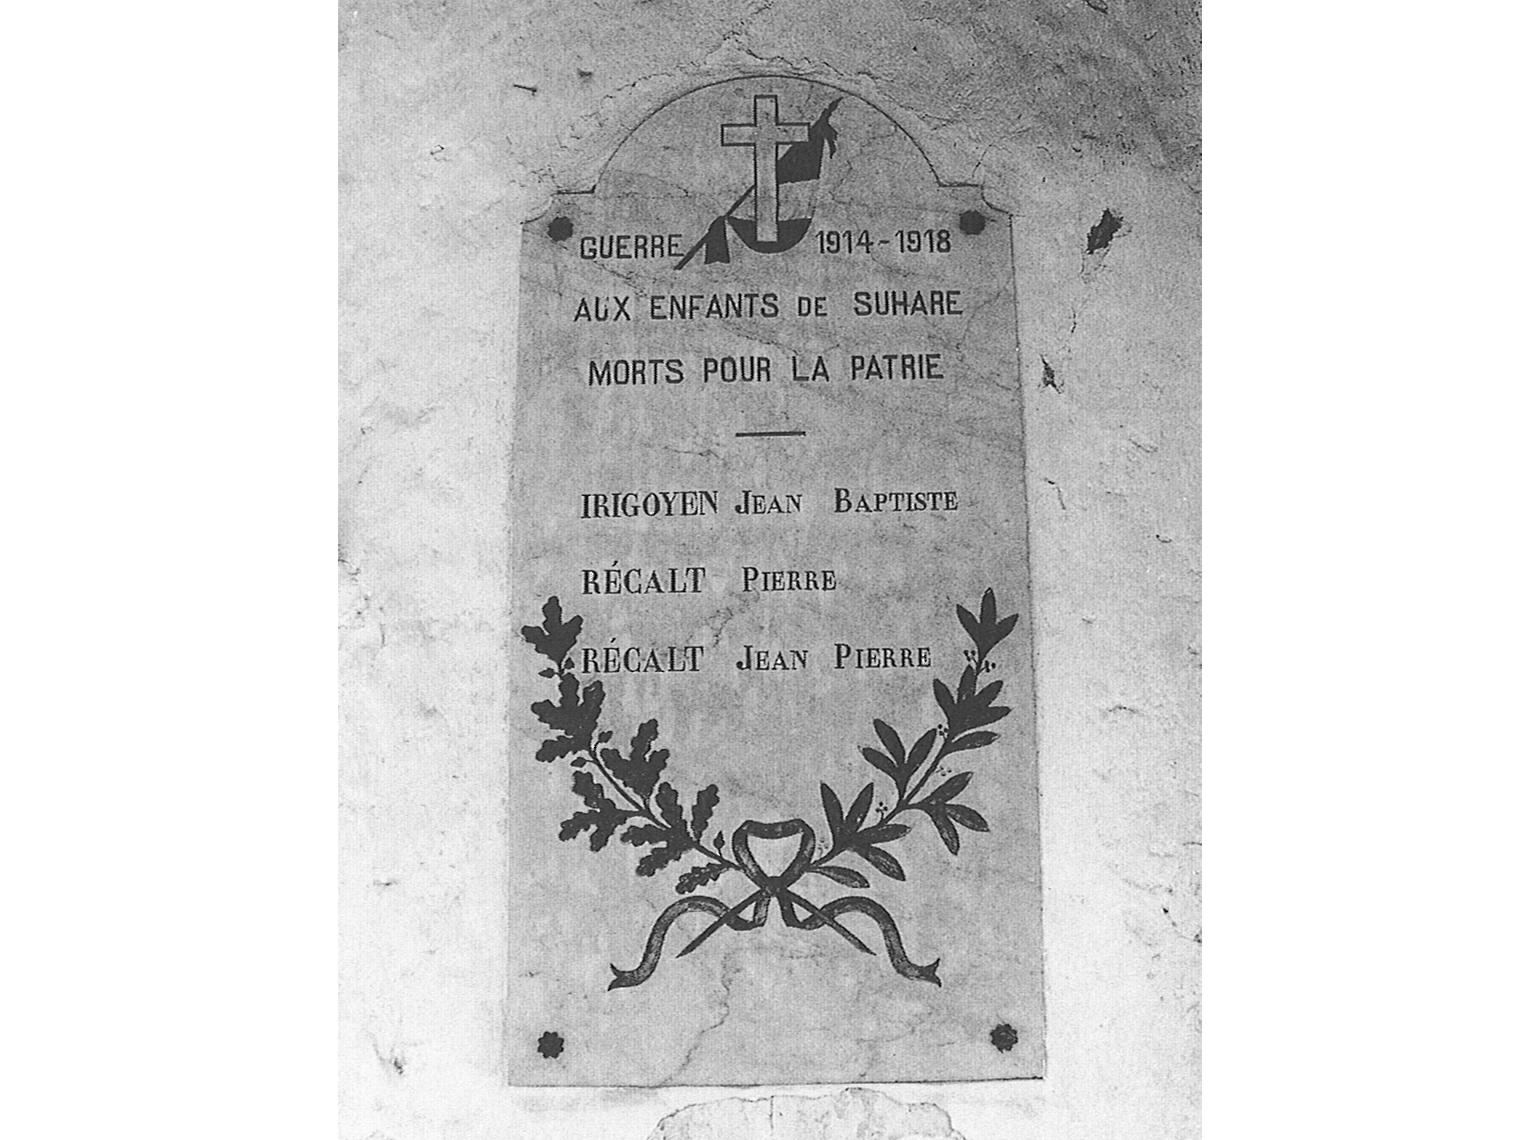 GUERRE 1914-1918
AUX ENFANTS DE SUHARE
MORTS POUR LA PATRIE
IRIGOYEN JEAN BAPTISTE
RÉCALT PIERRE
RÉCALT JEAN PIERRE